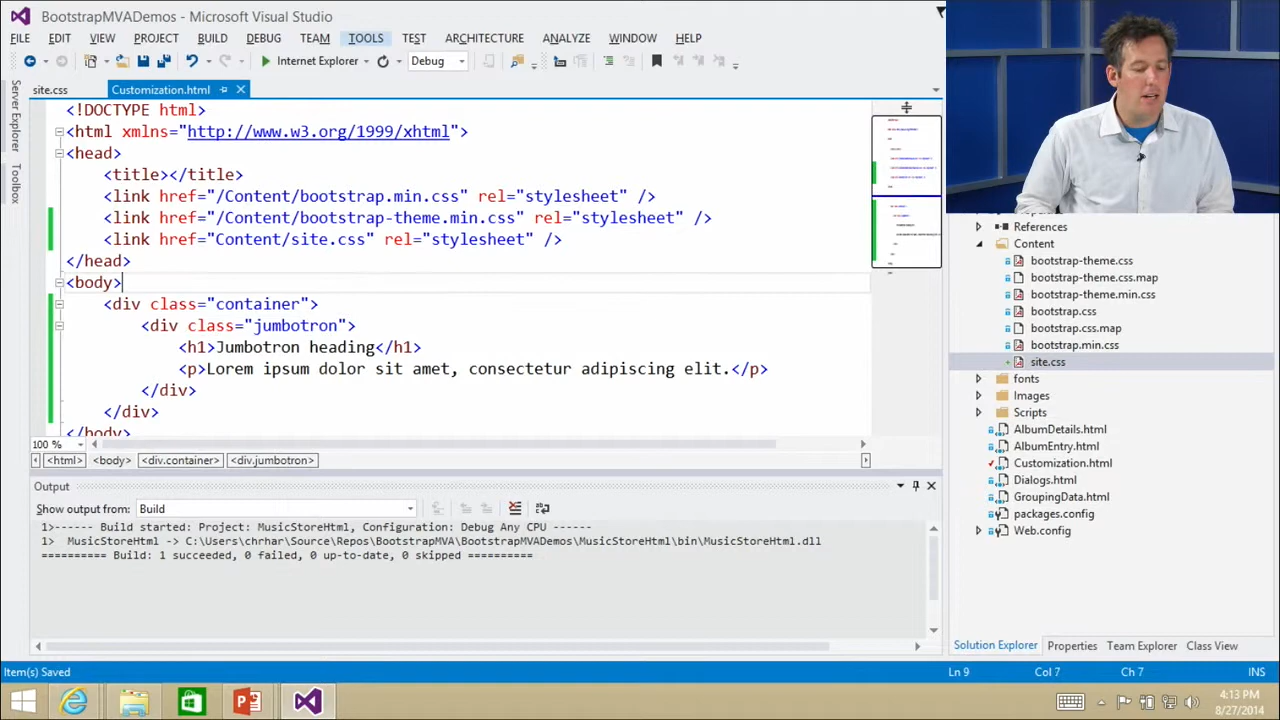 BootstrapMVADemos - Microsoft Visual Studio
FILE EDIT VIEW PROJECT BUILD DEBUG TEAM TOOLS TEST ARCHITECTURE ANALYZE WINDOW HELP
Internet Explorer Debug
Server Explorer
Toolbox
site.css Customization.html
<!DOCTYPE html>
<html xmlns="http://www.w3.org/1999/xhtml">
<head>
<title></title>
<link href="/Content/bootstrap.min.css" rel="stylesheet" />
<link href="/Content/bootstrap-theme.min.css" rel="stylesheet" />
<link href="Content/site.css" rel="stylesheet" />
</head>
<body>
<div class="container">
<div class="jumbotron">
<h1>Jumbotron heading</h1>
<p>Lorem ipsum dolor sit amet, consectetur adipiscing elit.</p>
</div>
</div>
</body>
100 %
<html> <body> <div.container> <div.jumbotron>
Output
Show output from: Build
1>------ Build started: Project: MusicStoreHtml, Configuration: Debug Any CPU ------
1> MusicStoreHtml -> C:\Users\chrhar\Source\Repos\BootstrapMVA\BootstrapMVADemos\MusicStoreHtml\bin\MusicStoreHtml.dll
========== Build: 1 succeeded, 0 failed, 0 up-to-date, 0 skipped ==========
References
Content
bootstrap-theme.css
bootstrap-theme.css.map
bootstrap-theme.min.css
bootstrap.css
bootstrap.css.map
bootstrap.min.css
site.css
fonts
Images
Scripts
AlbumDetails.html
AlbumEntry.html
Customization.html
Dialogs.html
GroupingData.html
packages.config
Web.config
Solution Explorer Properties Team Explorer Class View
Item(s) Saved Ln 9 Col 7 Ch 7 INS
4:13 PM
8/27/2014